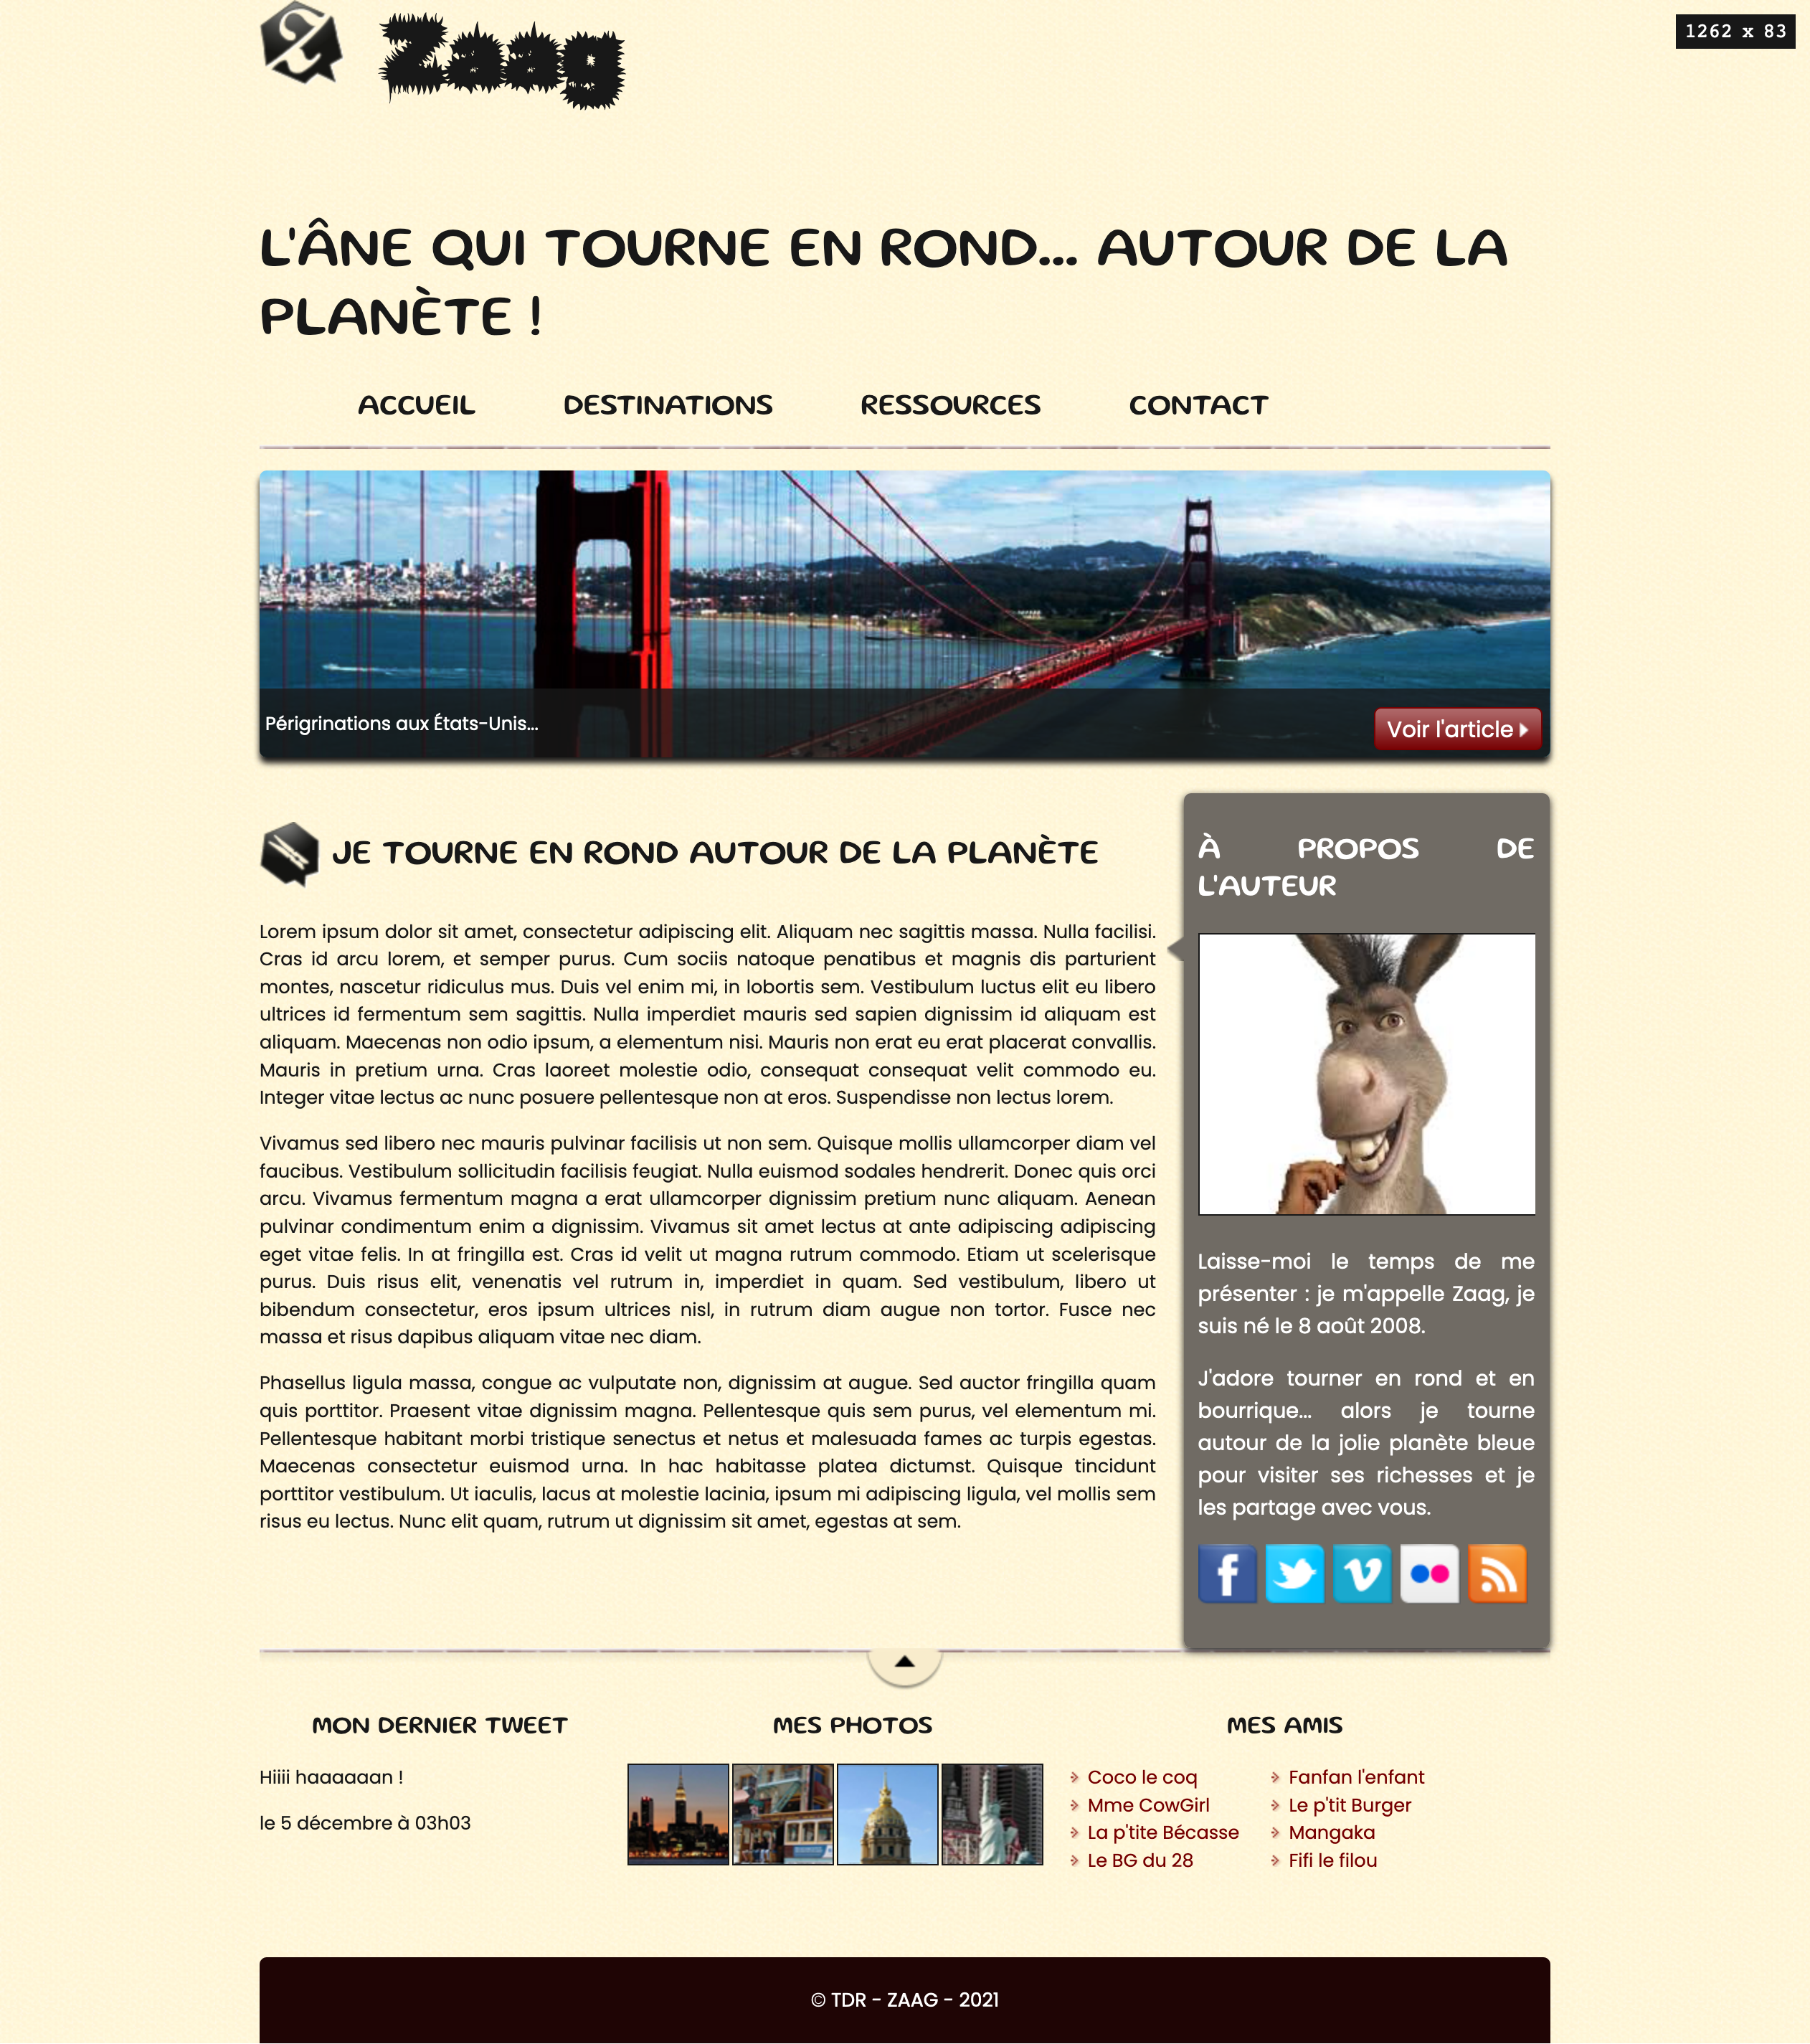 Zaag
1262 x 83
L'ÂNE QUI TOURNE EN ROND... AUTOUR DE LA
PLANÈTE !
ACCUEIL DESTINATIONS RESSOURCES CONTACT
Périgrinations aux États-Unis...
Voir l'article
JE TOURNE EN ROND AUTOUR DE LA PLANÈTE
Lorem ipsum dolor sit amet, consectetur adipiscing elit. Aliquam nec sagittis massa. Nulla facilisi.
Cras id arcu lorem, et semper purus. Cum sociis natoque penatibus et magnis dis parturient
montes, nascetur ridiculus mus. Duis vel enim mi, in lobortis sem. Vestibulum luctus elit eu libero
ultrices id fermentum sem sagittis. Nulla imperdiet mauris sed sapien dignissim id aliquam est
aliquam. Maecenas non odio ipsum, a elementum nisi. Mauris non erat eu erat placerat convallis.
Mauris in pretium urna. Cras laoreet molestie odio, consequat consequat velit commodo eu.
Integer vitae lectus ac nunc posuere pellentesque non at eros. Suspendisse non lectus lorem.
Vivamus sed libero nec mauris pulvinar facilisis ut non sem. Quisque mollis ullamcorper diam vel
faucibus. Vestibulum sollicitudin facilisis feugiat. Nulla euismod sodales hendrerit. Donec quis orci
arcu. Vivamus fermentum magna a erat ullamcorper dignissim pretium nunc aliquam. Aenean
pulvinar condimentum enim a dignissim. Vivamus sit amet lectus at ante adipiscing adipiscing
eget vitae felis. In at fringilla est. Cras id velit ut magna rutrum commodo. Etiam ut scelerisque
purus. Duis risus elit, venenatis vel rutrum in, imperdiet in quam. Sed vestibulum, libero ut
bibendum consectetur, eros ipsum ultrices nisl, in rutrum diam augue non tortor. Fusce nec
massa et risus dapibus aliquam vitae nec diam.
Phasellus ligula massa, congue ac vulputate non, dignissim at augue. Sed auctor fringilla quam
quis porttitor. Praesent vitae dignissim magna. Pellentesque quis sem purus, vel elementum mi.
Pellentesque habitant morbi tristique senectus et netus et malesuada fames ac turpis egestas.
Maecenas consectetur euismod urna. In hac habitasse platea dictumst. Quisque tincidunt
porttitor vestibulum. Ut iaculis, lacus at molestie lacinia, ipsum mi adipiscing ligula, vel mollis sem
risus eu lectus. Nunc elit quam, rutrum ut dignissim sit amet, egestas at sem.
À PROPOS DE
L'AUTEUR
Laisse-moi le temps de me
présenter : je m'appelle Zaag, je
suis né le 8 août 2008.
J'adore tourner en rond et en
bourrique... alors je tourne
autour de la jolie planète bleue
pour visiter ses richesses et je
les partage avec vous.
MON DERNIER TWEET
Hiiii haaaaaan !
le 5 décembre à 03h03
MES PHOTOS
MES AMIS
Coco le coq
Mme CowGirl
La p'tite Bécasse
Le BG du 28
Fanfan l'enfant
Le p'tit Burger
Mangaka
Fifi le filou
© TDR - ZAAG - 2021